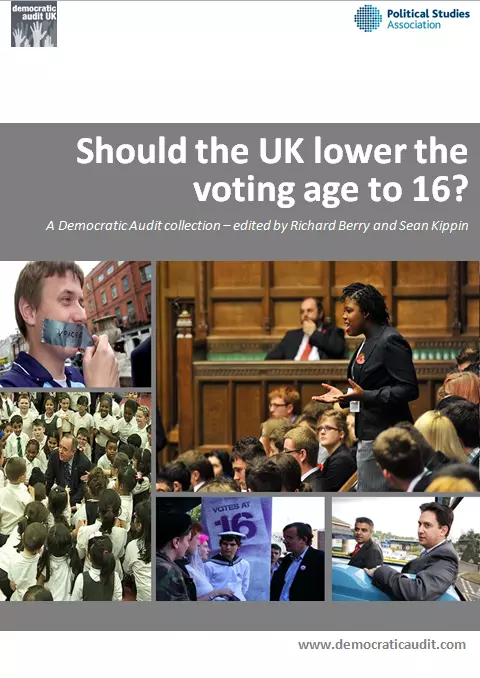 democratic
audit UK
Political Studies
Association
Should the UK lower the
voting age to 16?
A Democratic Audit collection – edited by Richard Berry and Sean Kippin
VOICE
VOTES AT
16
www.democraticaudit.com